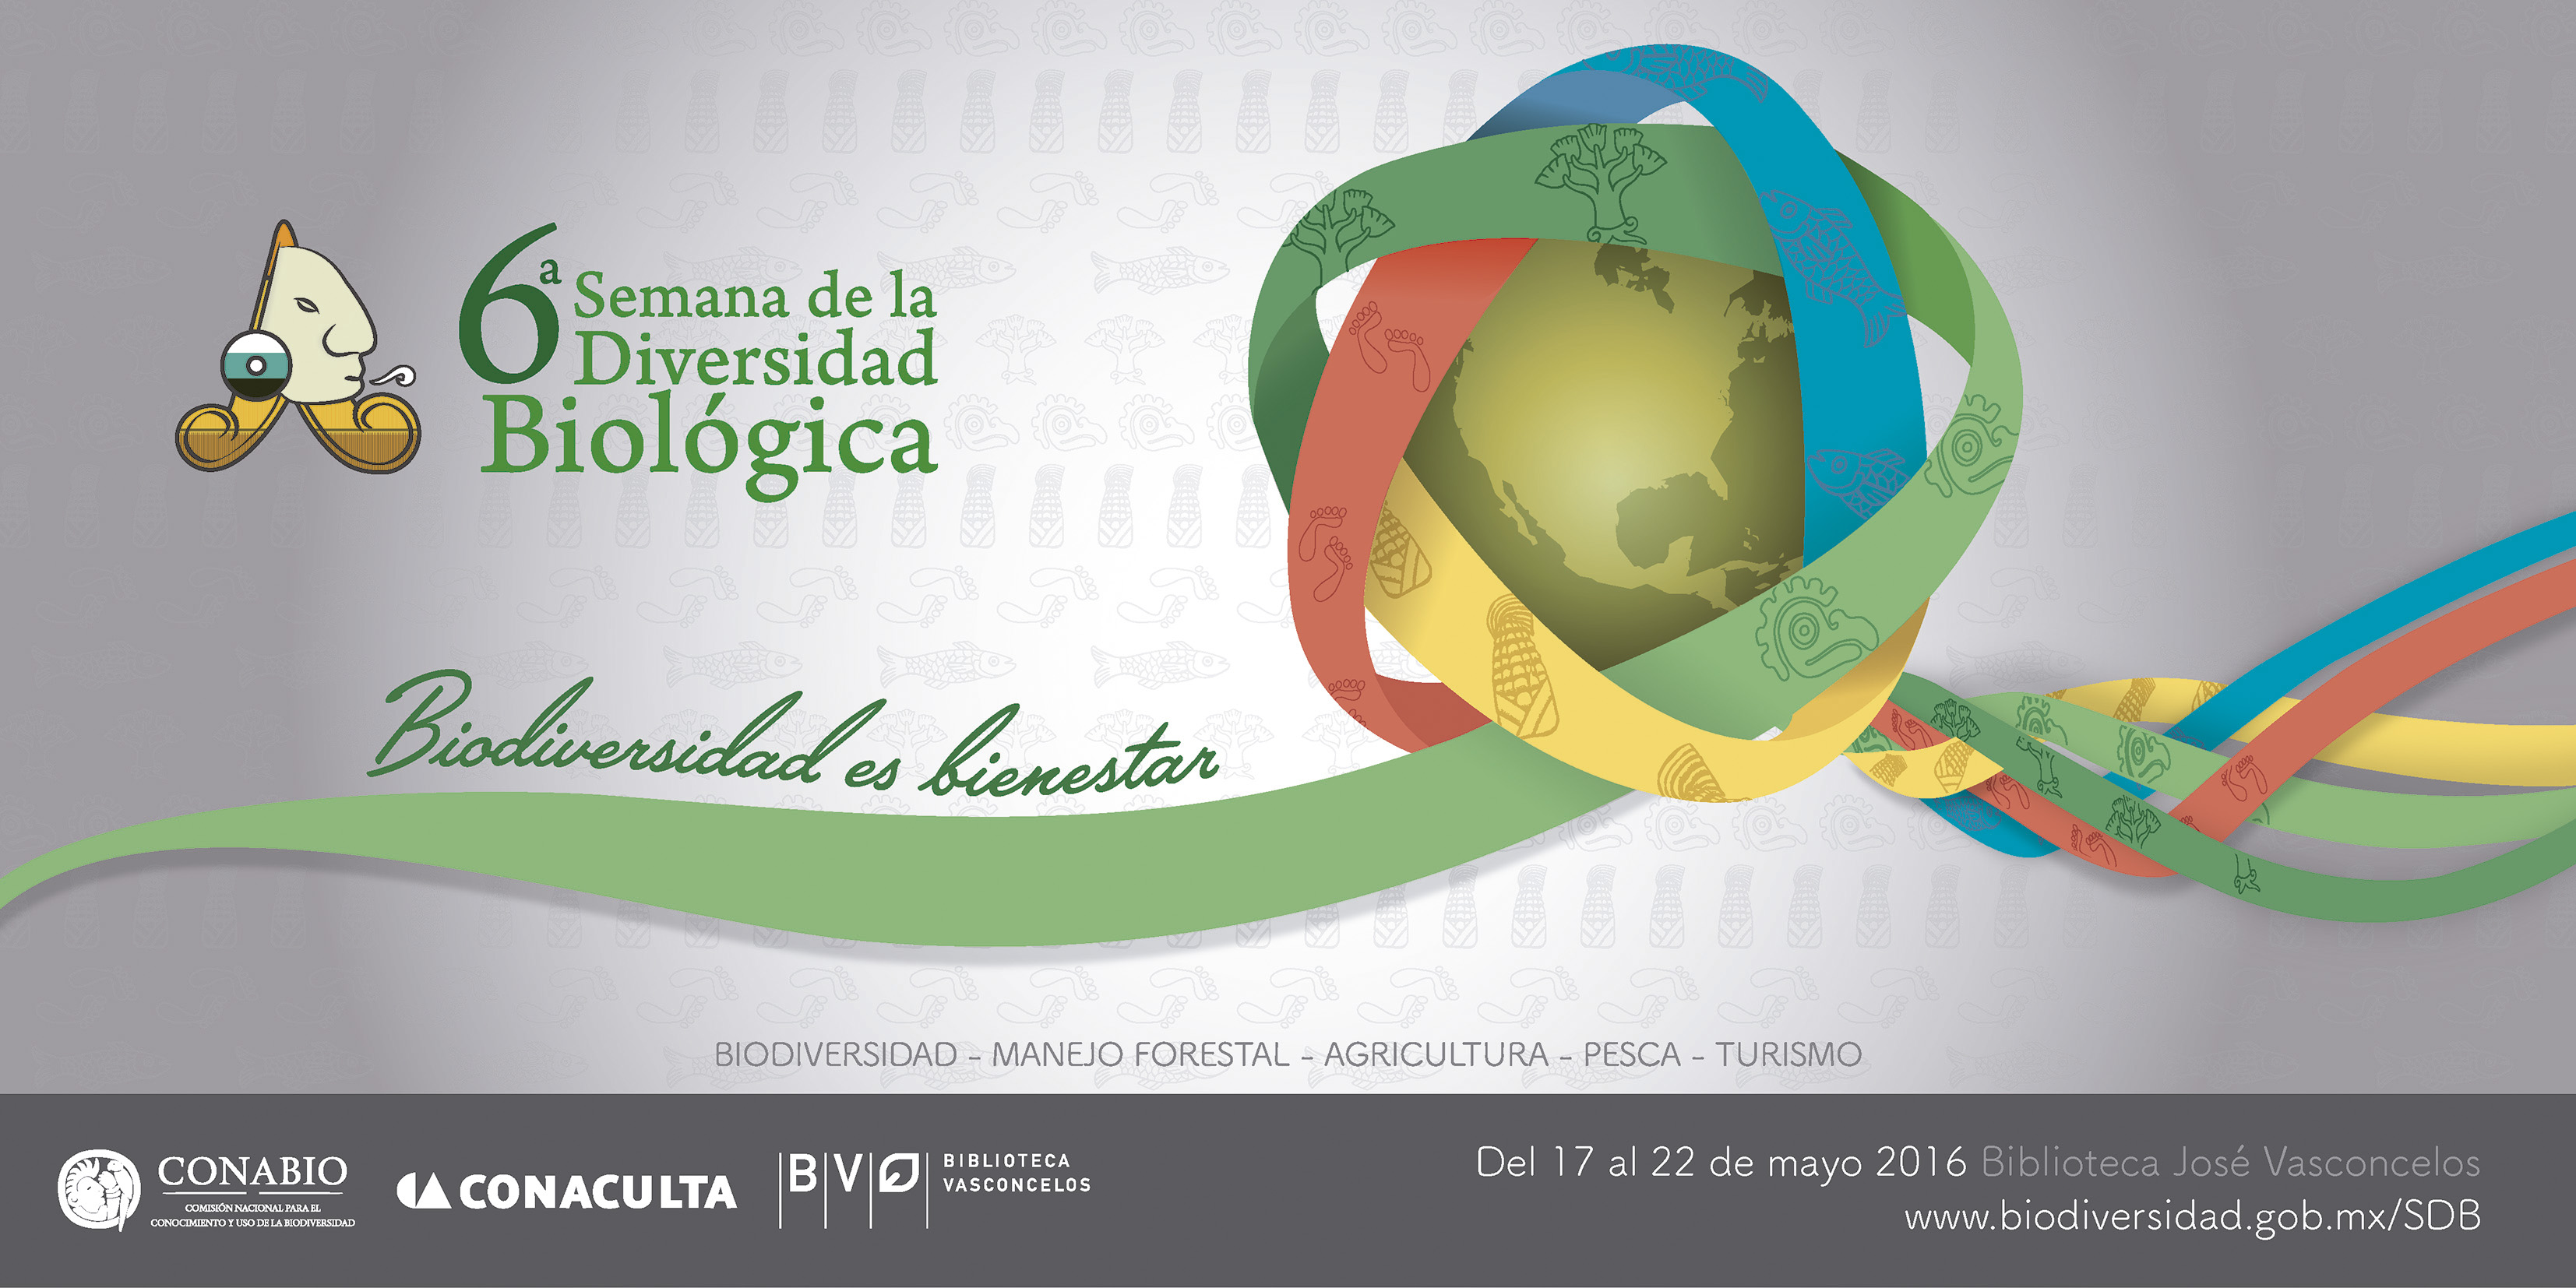 6a Semana de la
Diversidad
Biológica
Biodiversidad es bienestar
BIODIVERSIDAD - MANEJO FORESTAL - AGRICULTURA - PESCA - TURISMO
CONABIO
COMISIÓN NACIONAL PARA EL
CONOCIMIENTO Y USO DE LA BIODIVERSIDAD
CONACULTA
BV
BIBLIOTECA
VASCONCELOS
Del 17 al 22 de mayo 2016 Biblioteca José Vasconcelos
www.biodiversidad.gob.mx/SDB